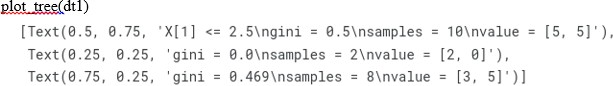 plot_tree(dt1)
[Text(0.5, 0.75, 'X[1] <= 2.5\ngini = 0.5\nsamples = 10\nvalue = [5, 5]'),
Text(0.25, 0.25, 'gini = 0.0\nsamples = 2\nvalue = [2, 0]'),
Text(0.75, 0.25, 'gini = 0.469\nsamples = 8\nvalue = [3, 5]')]